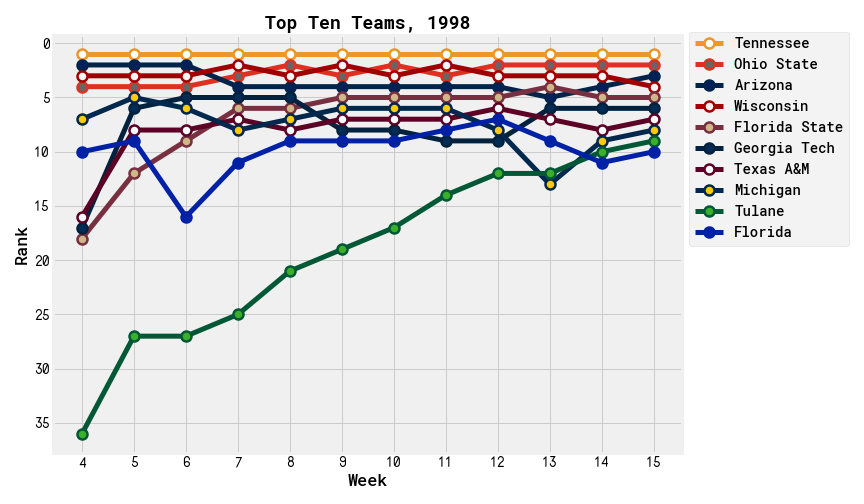 Top Ten Teams, 1998
0
5
10
15
20
25
30
35
Rank
4 5 6 7 8 9 10 11 12 13 14 15
Week
Tennessee
Ohio State
Arizona
Wisconsin
Florida State
Georgia Tech
Texas A&M
Michigan
Tulane
Florida